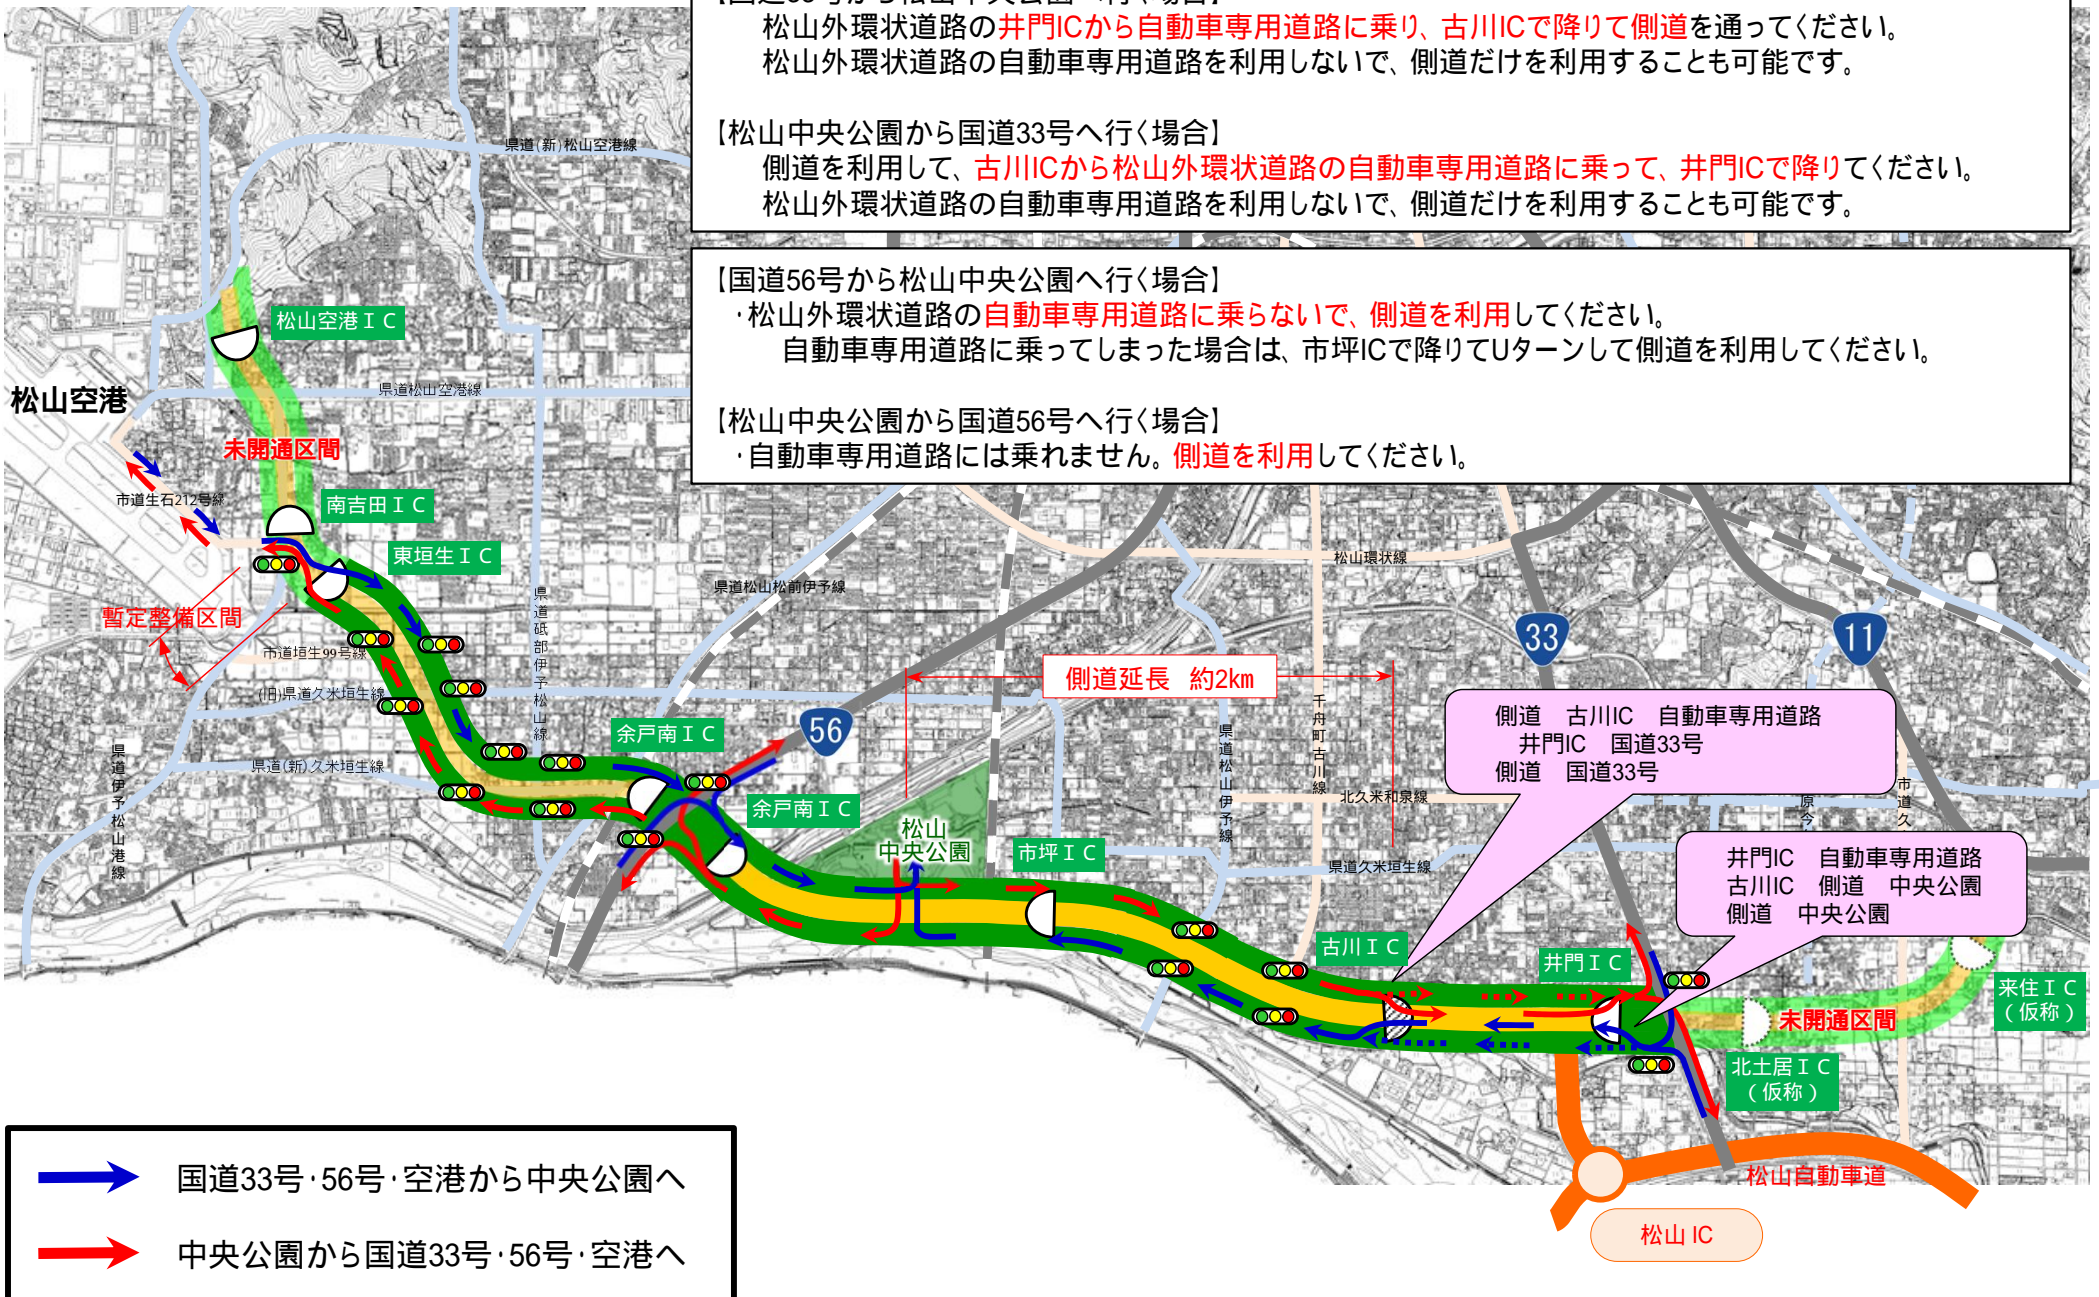 松山外環状道路の井門ICから自動車専用道路に乗り、古川ICで降りて側道を通ってください。
松山外環状道路の自動車専用道路を利用しないで、側道だけを利用することも可能です。
【松山中央公園から国道33号へ行く場合】
側道を利用して、古川ICから松山外環状道路の自動車専用道路に乗って、井門ICで降りてください。
松山外環状道路の自動車専用道路を利用しないで、側道だけを利用することも可能です。
【国道56号から松山中央公園へ行く場合】
・松山外環状道路の自動車専用道路に乗らないで、側道を利用してください。
自動車専用道路に乗ってしまった場合は、市坪ICで降りてUターンして側道を利用してください。
【松山中央公園から国道56号へ行く場合】
・自動車専用道路には乗れません。側道を利用してください。
県道(新)松山空港線
松山空港IC
県道松山空港線
松山空港
未開通区間
市道生石212号線
南吉田IC
東垣生IC
暫定整備区間
市道垣生99号線
(旧)県道久米垣生線
県道(新)久米垣生線
県道伊予松山港線
県道砥部伊予松山線
県道松山松前伊予線
松山環状線
33
11
56
側道延長 約2km
余戸南IC
余戸南IC
松山
中央公園
市坪IC
県道松山伊予線
千舟町古川線
北久米和泉線
県道久米垣生線
側道 古川IC 自動車専用道路
井門IC 国道33号
側道 国道33号
市道久
原今
井門IC 自動車専用道路
古川IC 側道 中央公園
側道 中央公園
古川IC
井門IC
未開通区間
来住IC
(仮称)
北土居IC
(仮称)
松山自動車道
松山 IC
国道33号・56号・空港から中央公園へ
中央公園から国道33号・56号・空港へ